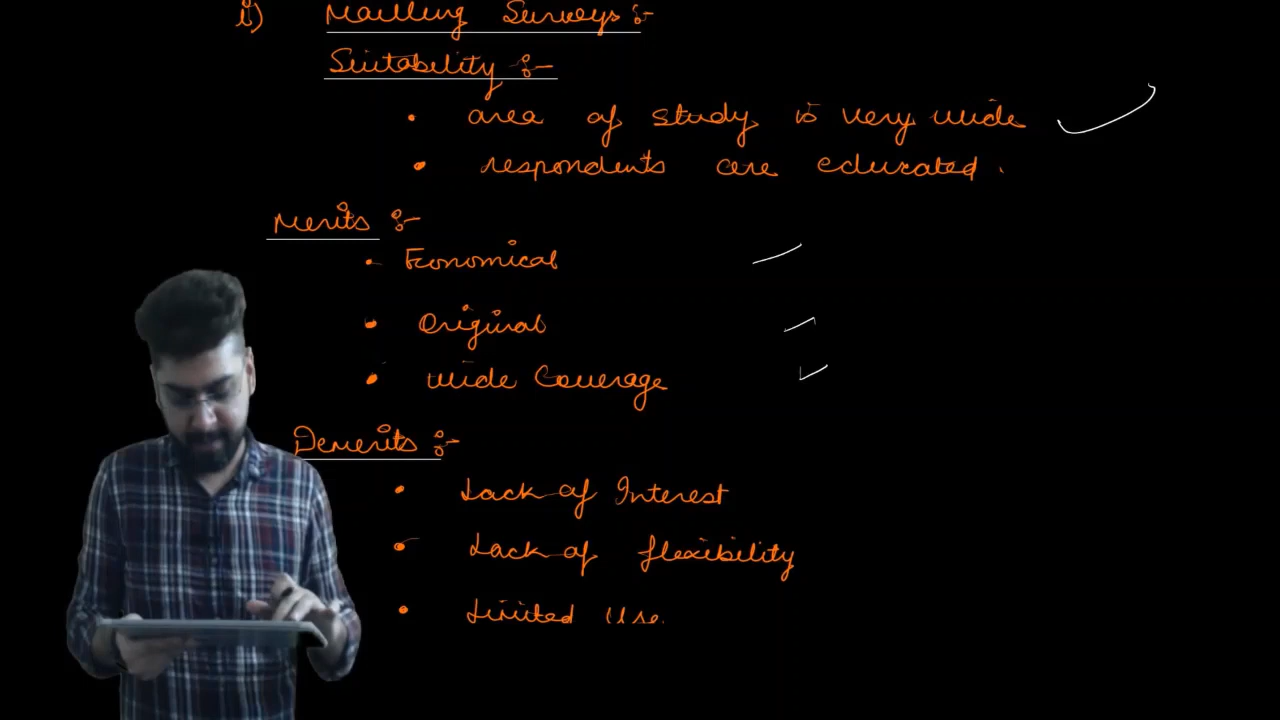 i) Mailling Surveys :-
Suitability :-
• area of study is very wide
• respondents are educated.
Merits :-
• Economical
• Original
• Wide Coverage
Demerits :-
• Lack of Interest
• Lack of flexibility
• Limited Use.